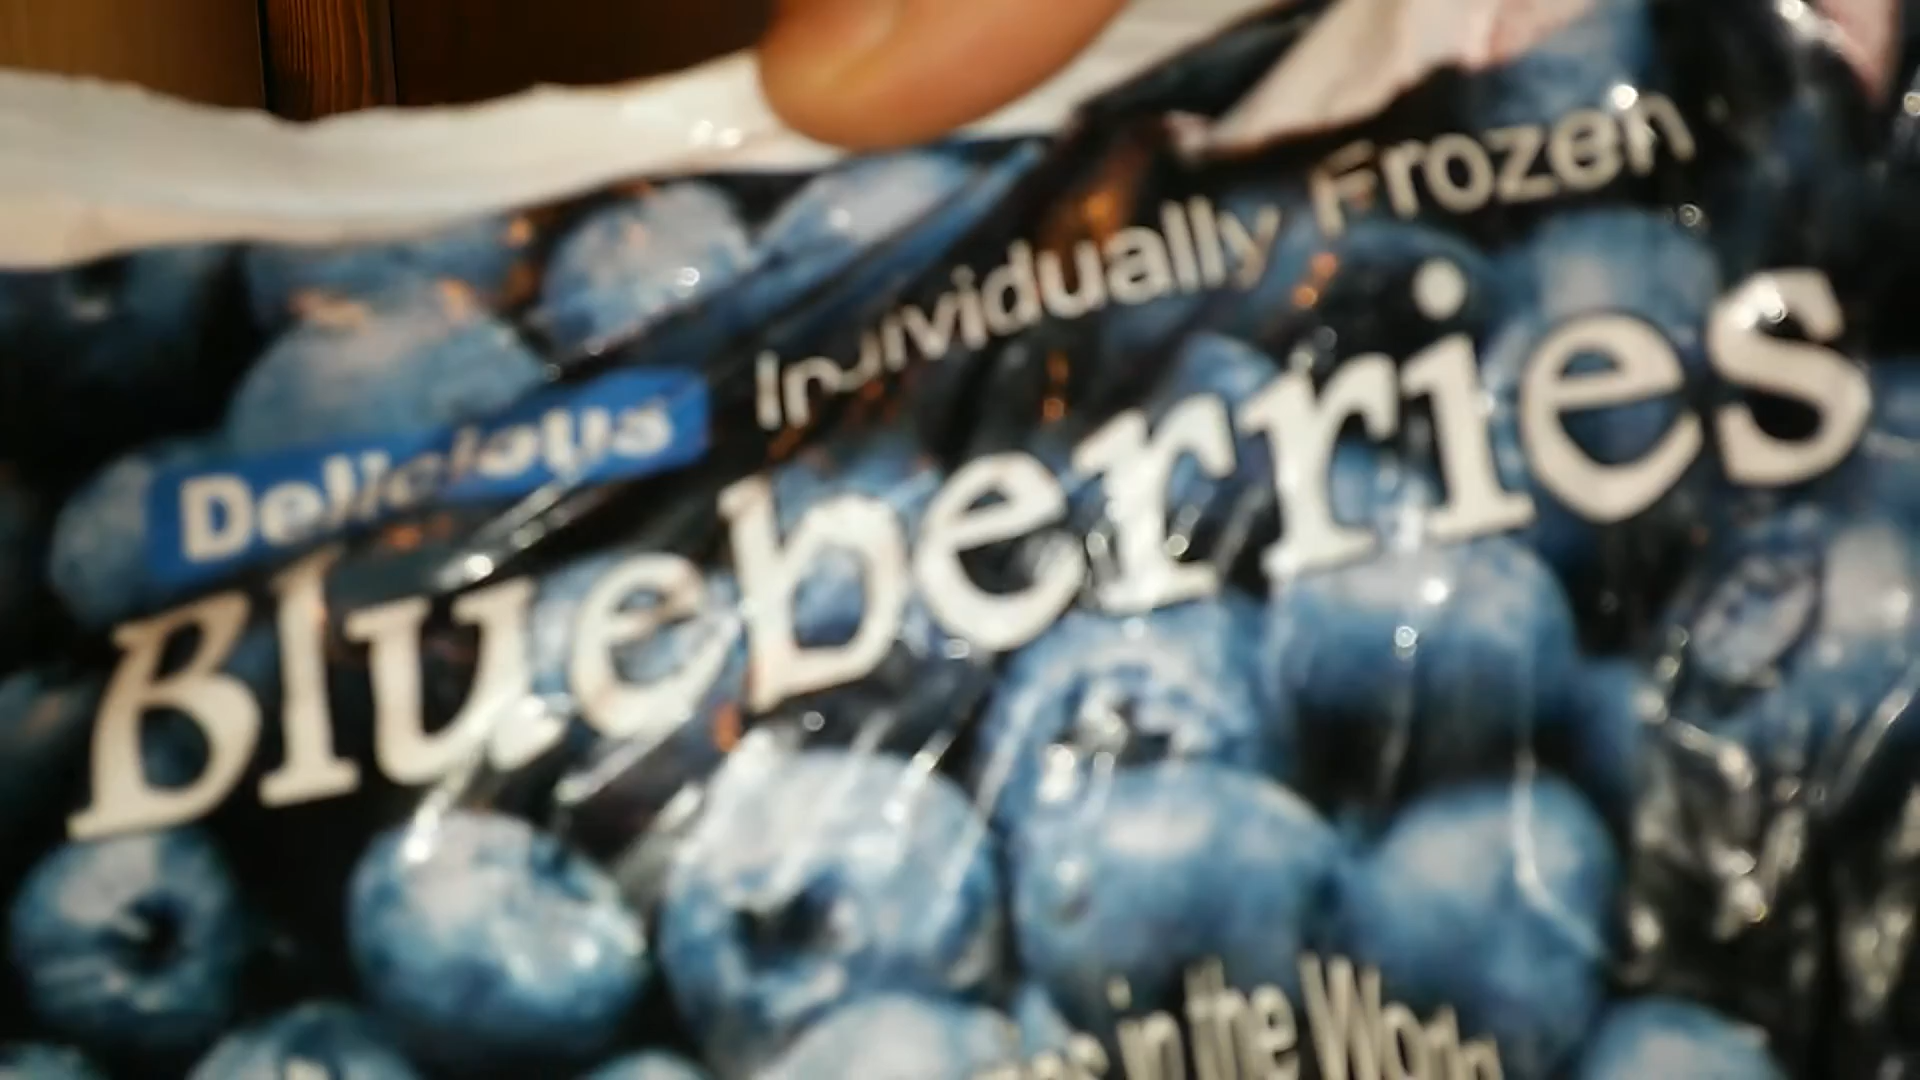 Individually Frozen
Delicious
Blueberries
in the World